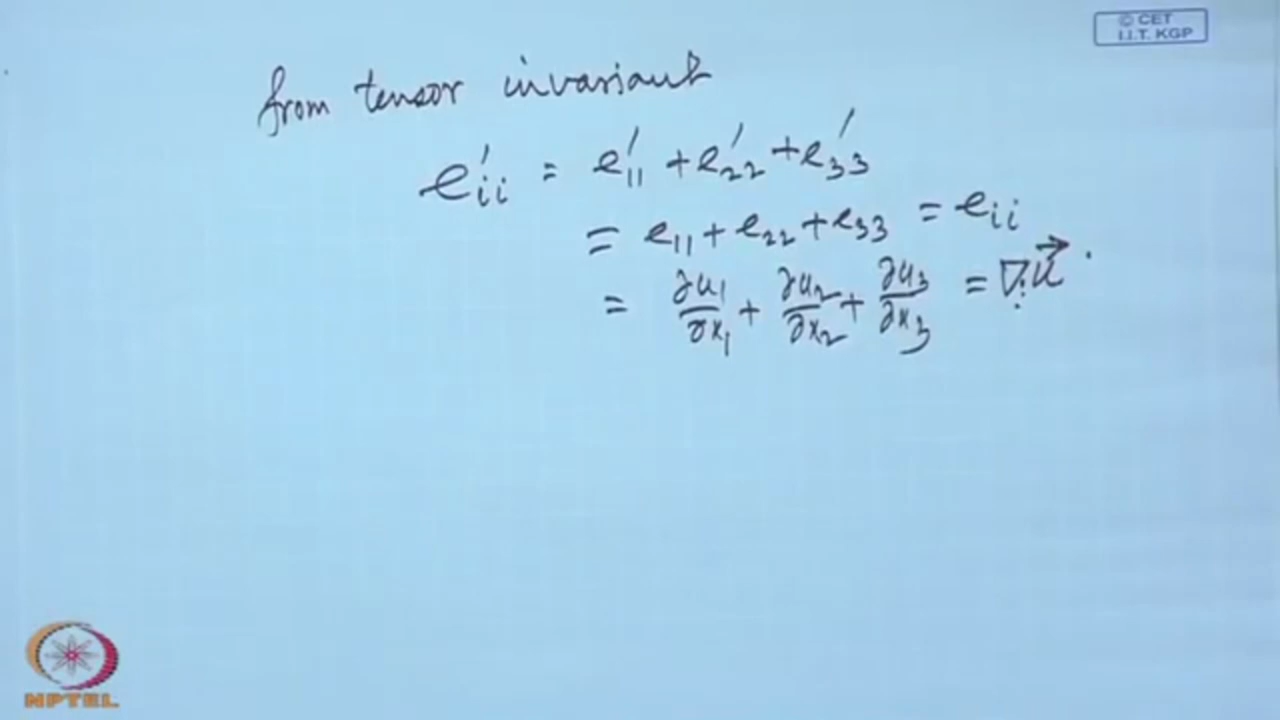 © CET
I.I.T. KGP
from tensor invariant
e'ii = e'11 + e'22 + e'33
= e11 + e22 + e33 = eii
= ∂u1/∂x1 + ∂u2/∂x2 + ∂u3/∂x3 = ∇·u⃗.
NPTEL